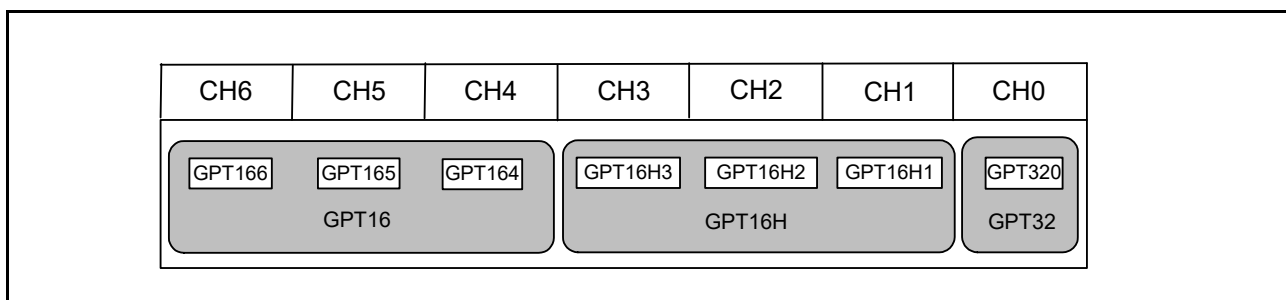 CH6 CH5 CH4 CH3 CH2 CH1 CH0
GPT166 GPT165 GPT164 GPT16H3 GPT16H2 GPT16H1 GPT320
GPT16 GPT16H GPT32